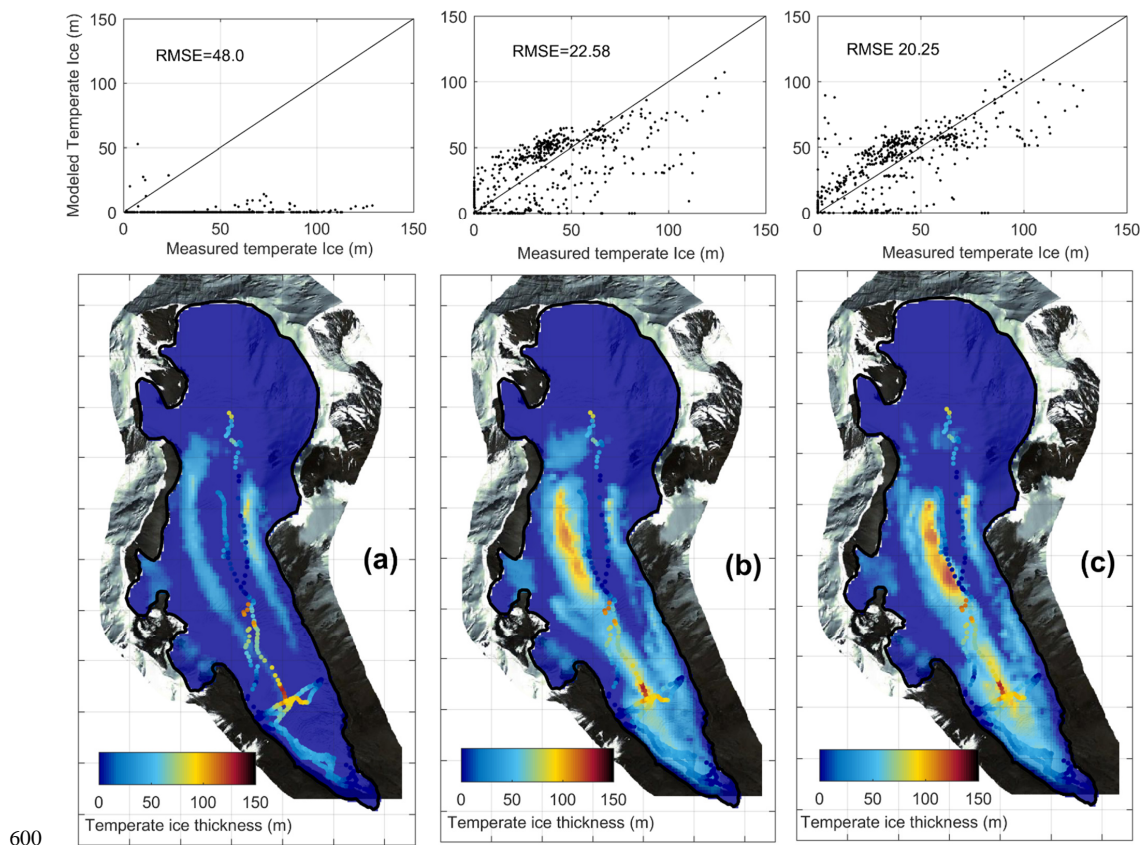 150
100
50
0
Modeled Temperate Ice (m)
RMSE=48.0
0 50 100 150
Measured temperate Ice (m)
150
100
50
0
RMSE=22.58
0 50 100 150
Measured temperate Ice (m)
150
100
50
0
RMSE 20.25
0 50 100 150
Measured temperate Ice (m)
(a)
0 50 100 150
Temperate ice thickness (m)
(b)
0 50 100 150
Temperate ice thickness (m)
(c)
0 50 100 150
Temperate ice thickness (m)
600